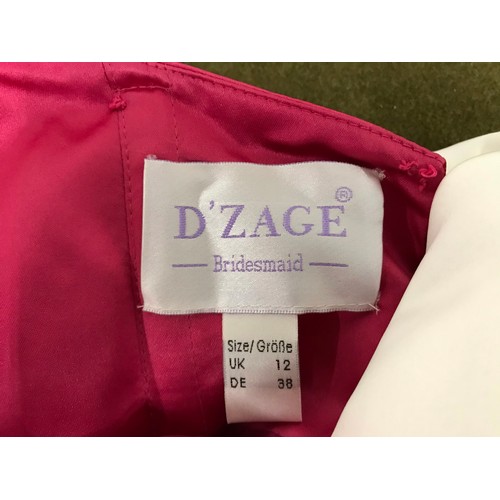 D'ZAGE®
Bridesmaid
Size/Größe
UK 12
DE 38